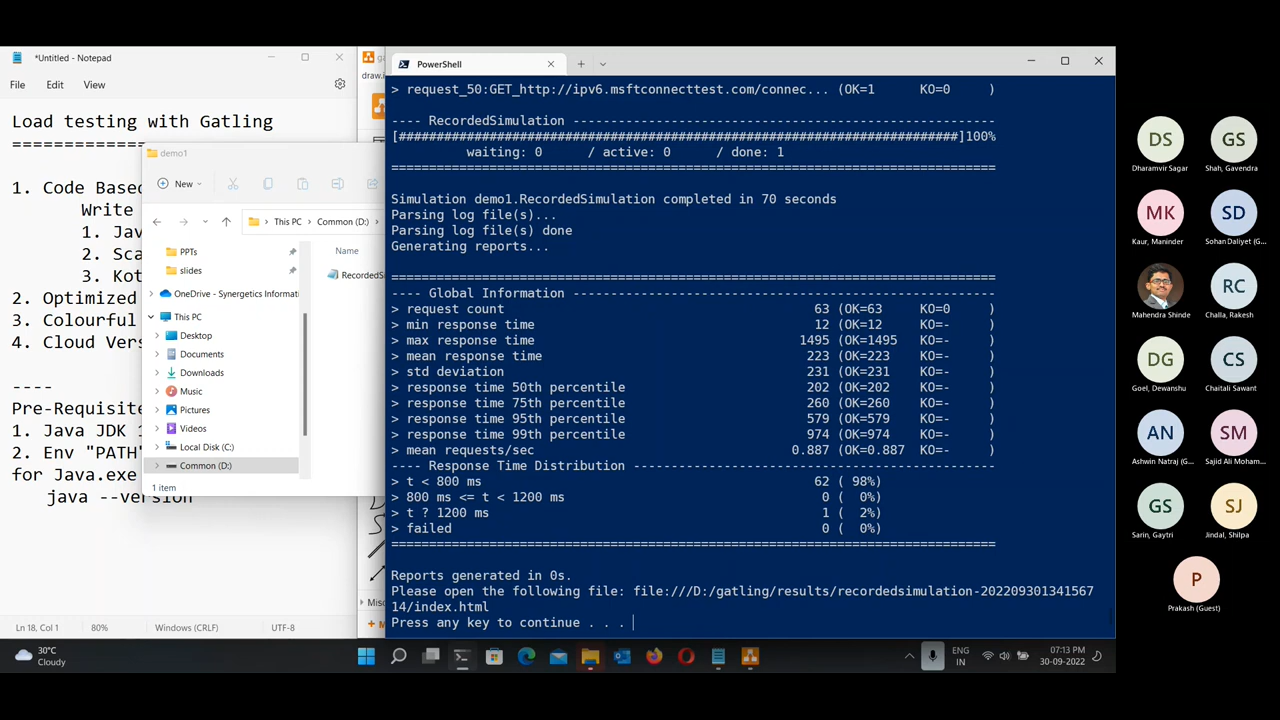 *Untitled - Notepad
File Edit View
Load testing with Gatling
1. Code Based
Write
1. Jav
2. Sca
3. Kot
2. Optimized
3. Colourful
4. Cloud Vers
----
Pre-Requisite
1. Java JDK 1
2. Env "PATH"
for Java.exe
java --version
Ln 18, Col 1 80% Windows (CRLF) UTF-8
demo1
New
This PC Common (D:)
PPTs
slides
OneDrive - Synergetics Informati
This PC
Desktop
Documents
Downloads
Music
Pictures
Videos
Local Disk (C:)
Common (D:)
Name
RecordedSi
1 item
draw.i
Misc
PowerShell
> request_50:GET_http://ipv6.msftconnecttest.com/connec... (OK=1 KO=0 )
---- RecordedSimulation --------------------------------------------------------
[##########################################################################]100%
waiting: 0 / active: 0 / done: 1
================================================================================
Simulation demo1.RecordedSimulation completed in 70 seconds
Parsing log file(s)...
Parsing log file(s) done
Generating reports...
================================================================================
---- Global Information --------------------------------------------------------
> request count 63 (OK=63 KO=0 )
> min response time 12 (OK=12 KO=- )
> max response time 1495 (OK=1495 KO=- )
> mean response time 223 (OK=223 KO=- )
> std deviation 231 (OK=231 KO=- )
> response time 50th percentile 202 (OK=202 KO=- )
> response time 75th percentile 260 (OK=260 KO=- )
> response time 95th percentile 579 (OK=579 KO=- )
> response time 99th percentile 974 (OK=974 KO=- )
> mean requests/sec 0.887 (OK=0.887 KO=- )
---- Response Time Distribution ------------------------------------------------
> t < 800 ms 62 ( 98%)
> 800 ms <= t < 1200 ms 0 ( 0%)
> t ? 1200 ms 1 ( 2%)
> failed 0 ( 0%)
================================================================================
Reports generated in 0s.
Please open the following file: file:///D:/gatling/results/recordedsimulation-202209301341567
14/index.html
Press any key to continue . . .
30°C
Cloudy
ENG
IN
07:13 PM
30-09-2022
DS GS
Dharamvir Sagar Shah, Gavendra
MK SD
Kaur, Maninder Sohan Daliyet (G...
RC
Mahendra Shinde Challa, Rakesh
DG CS
Goel, Dewanshu Chaitali Sawant
AN SM
Ashwin Natraj (G... Sajid Ali Moham...
GS SJ
Sarin, Gaytri Jindal, Shilpa
P
Prakash (Guest)